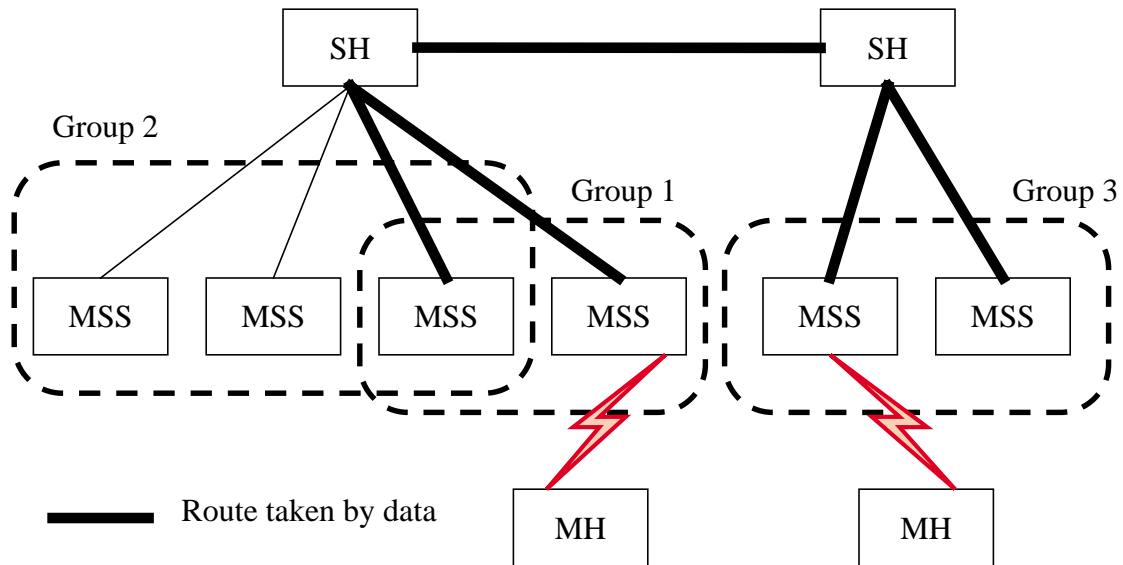 SH
SH
Group 2
Group 1
Group 3
MSS
MSS
MSS
MSS
MSS
MSS
Route taken by data
MH
MH